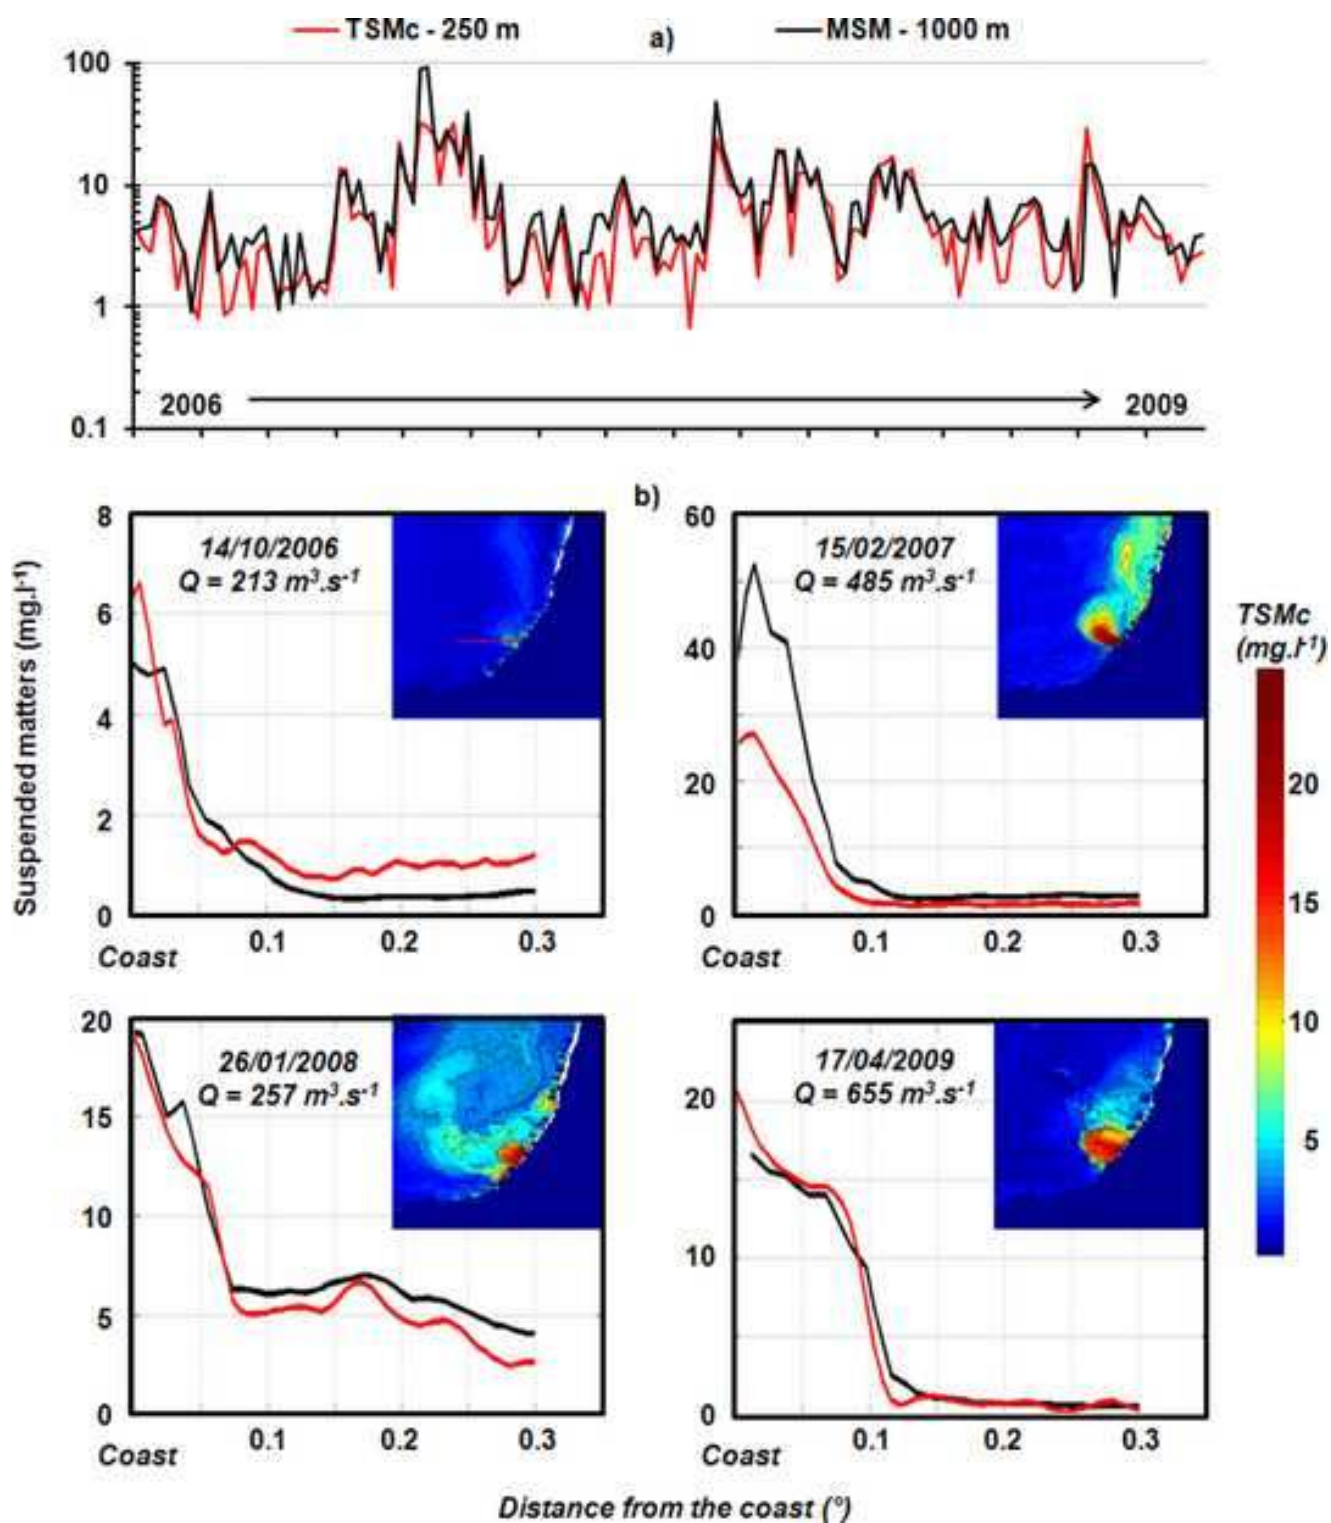 TSMc - 250 m a) MSM - 1000 m
100
10
1
0.1
2006 2009
b)
Suspended matters (mg.l⁻¹)
8
6
4
2
0
14/10/2006
Q = 213 m³.s⁻¹
Coast 0.1 0.2 0.3
60
40
20
0
15/02/2007
Q = 485 m³.s⁻¹
Coast 0.1 0.2 0.3
TSMc
(mg.l⁻¹)
20
15
10
5
20
15
10
5
0
26/01/2008
Q = 257 m³.s⁻¹
Coast 0.1 0.2 0.3
20
10
0
17/04/2009
Q = 655 m³.s⁻¹
Coast 0.1 0.2 0.3
Distance from the coast (°)